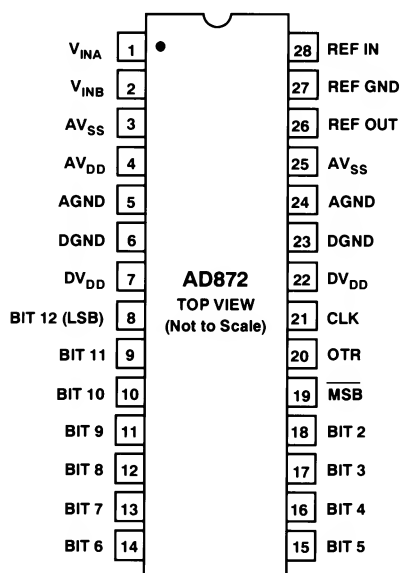 V_INA 1 28 REF IN
V_INB 2 27 REF GND
AV_SS 3 26 REF OUT
AV_DD 4 25 AV_SS
AGND 5 24 AGND
DGND 6 23 DGND
DV_DD 7 AD872 22 DV_DD
TOP VIEW
BIT 12 (LSB) 8 (Not to Scale) 21 CLK
BIT 11 9 20 OTR
BIT 10 10 19 M̅S̅B̅
BIT 9 11 18 BIT 2
BIT 8 12 17 BIT 3
BIT 7 13 16 BIT 4
BIT 6 14 15 BIT 5